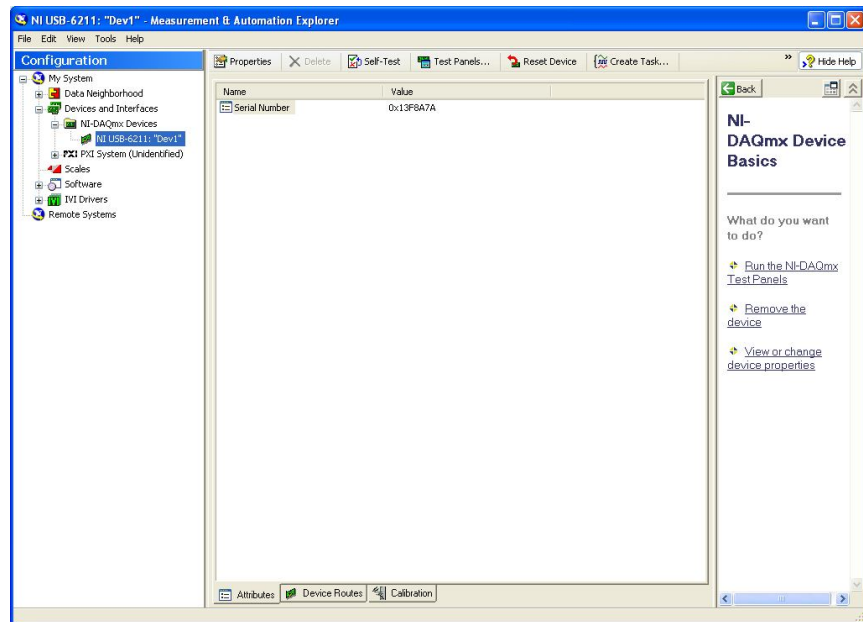 NI USB-6211: "Dev1" - Measurement & Automation Explorer
File Edit View Tools Help
Configuration
My System
Data Neighborhood
Devices and Interfaces
NI-DAQmx Devices
NI USB-6211: "Dev1"
PXI PXI System (Unidentified)
Scales
Software
IVI Drivers
Remote Systems
Properties Delete Self-Test Test Panels... Reset Device Create Task... » Hide Help
Name Value
Serial Number 0x13F8A7A
Attributes Device Routes Calibration
Back
NI-
DAQmx Device
Basics
What do you want
to do?
Run the NI-DAQmx
Test Panels
Remove the
device
View or change
device properties